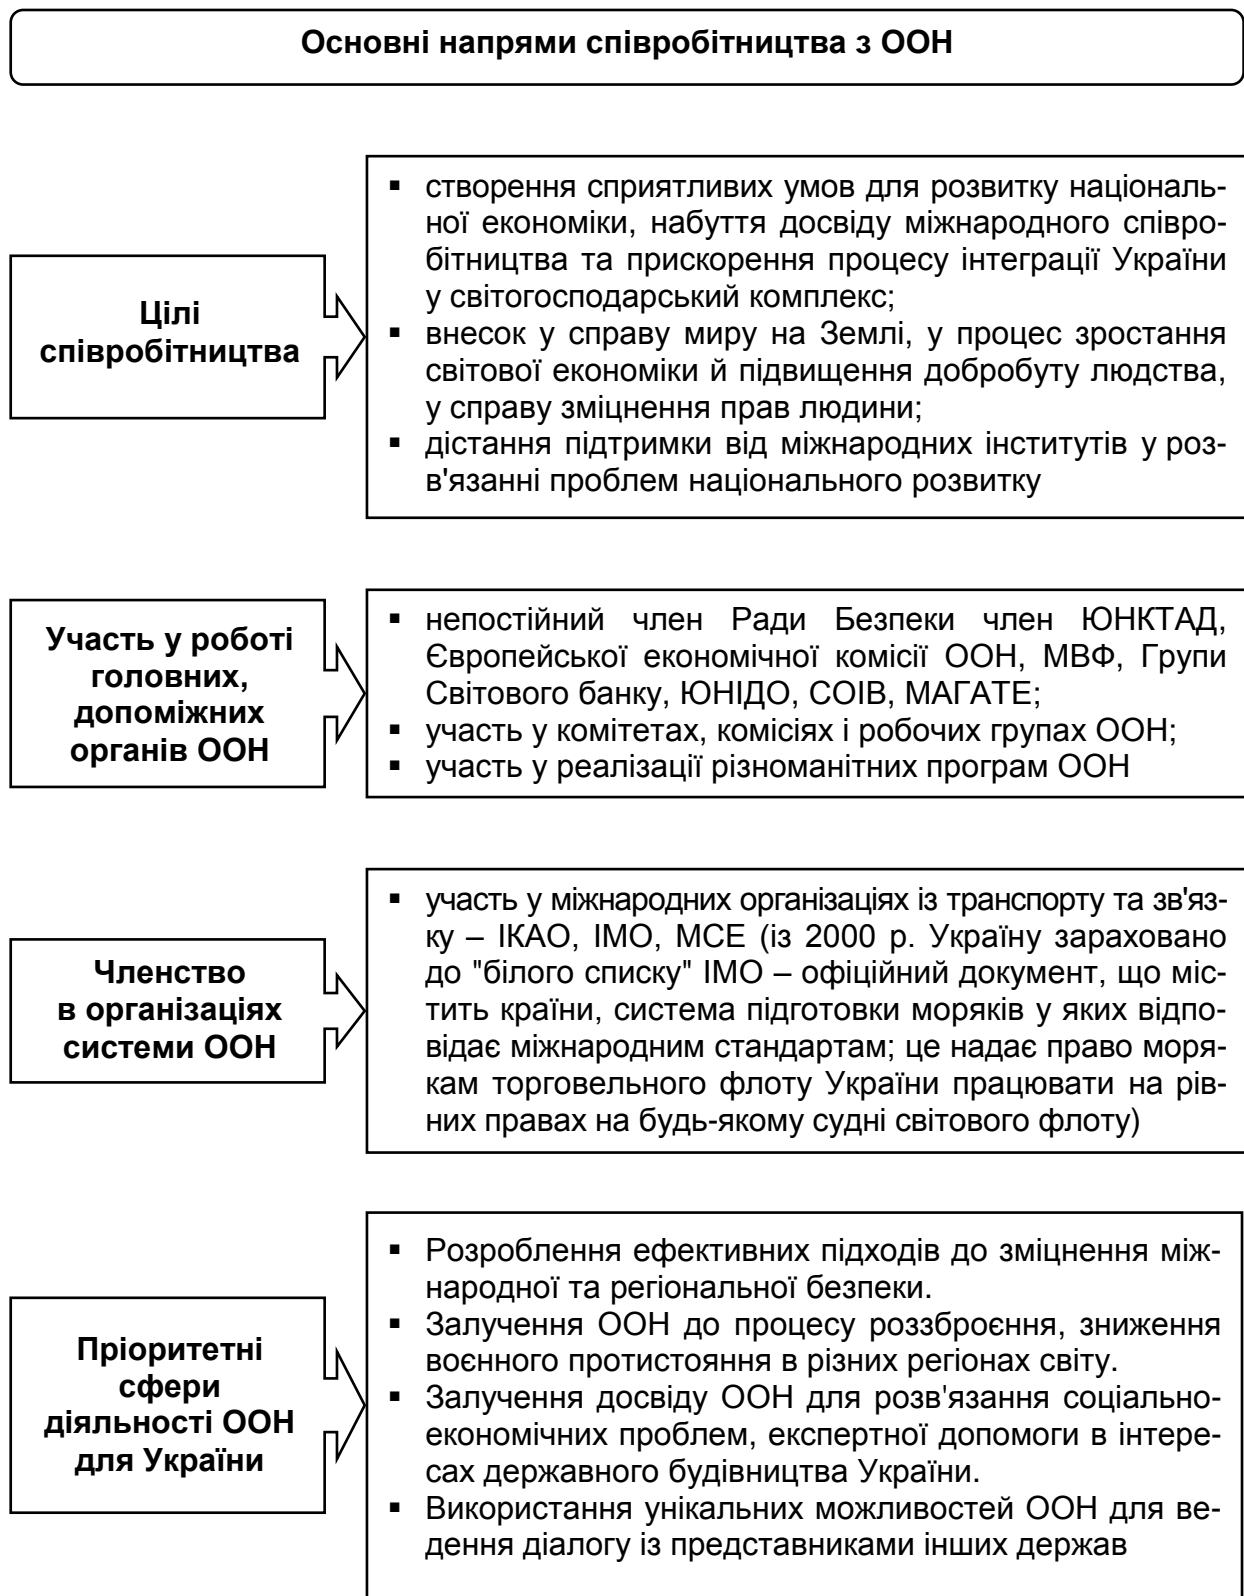 Основні напрями співробітництва з ООН
Цілі
співробітництва
▪ створення сприятливих умов для розвитку національ-
ної економіки, набуття досвіду міжнародного співро-
бітництва та прискорення процесу інтеграції України
у світогосподарський комплекс;
▪ внесок у справу миру на Землі, у процес зростання
світової економіки й підвищення добробуту людства,
у справу зміцнення прав людини;
▪ дістання підтримки від міжнародних інститутів у роз-
в'язанні проблем національного розвитку
Участь у роботі
головних,
допоміжних
органів ООН
▪ непостійний член Ради Безпеки член ЮНКТАД,
Європейської економічної комісії ООН, МВФ, Групи
Світового банку, ЮНІДО, СОІВ, МАГАТЕ;
▪ участь у комітетах, комісіях і робочих групах ООН;
▪ участь у реалізації різноманітних програм ООН
Членство
в організаціях
системи ООН
▪ участь у міжнародних організаціях із транспорту та зв'яз-
ку – ІКАО, ІМО, МСЕ (із 2000 р. Україну зараховано
до "білого списку" ІМО – офіційний документ, що міс-
тить країни, система підготовки моряків у яких відпо-
відає міжнародним стандартам; це надає право моря-
кам торговельного флоту України працювати на рів-
них правах на будь-якому судні світового флоту)
Пріоритетні
сфери
діяльності ООН
для України
▪ Розроблення ефективних підходів до зміцнення між-
народної та регіональної безпеки.
▪ Залучення ООН до процесу роззброєння, зниження
воєнного протистояння в різних регіонах світу.
▪ Залучення досвіду ООН для розв'язання соціально-
економічних проблем, експертної допомоги в інтере-
сах державного будівництва України.
▪ Використання унікальних можливостей ООН для ве-
дення діалогу із представниками інших держав